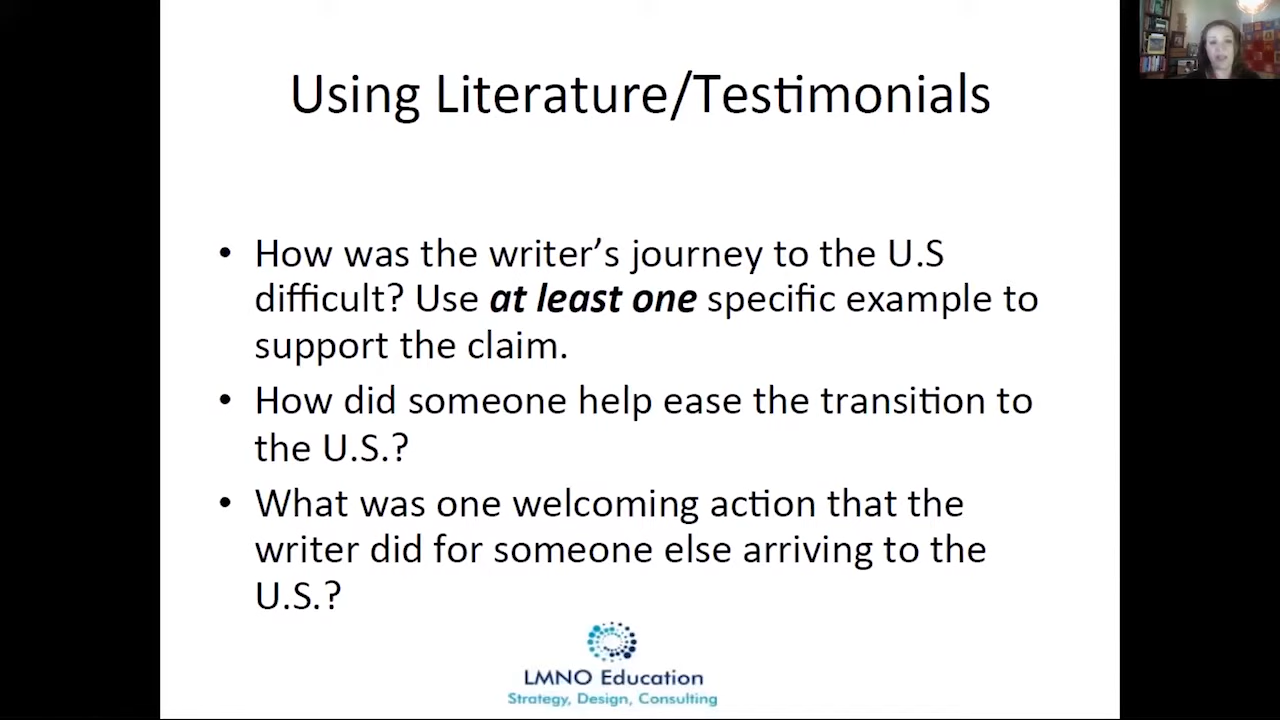 Using Literature/Testimonials
• How was the writer’s journey to the U.S
difficult? Use at least one specific example to
support the claim.
• How did someone help ease the transition to
the U.S.?
• What was one welcoming action that the
writer did for someone else arriving to the
U.S.?
LMNO Education
Strategy, Design, Consulting